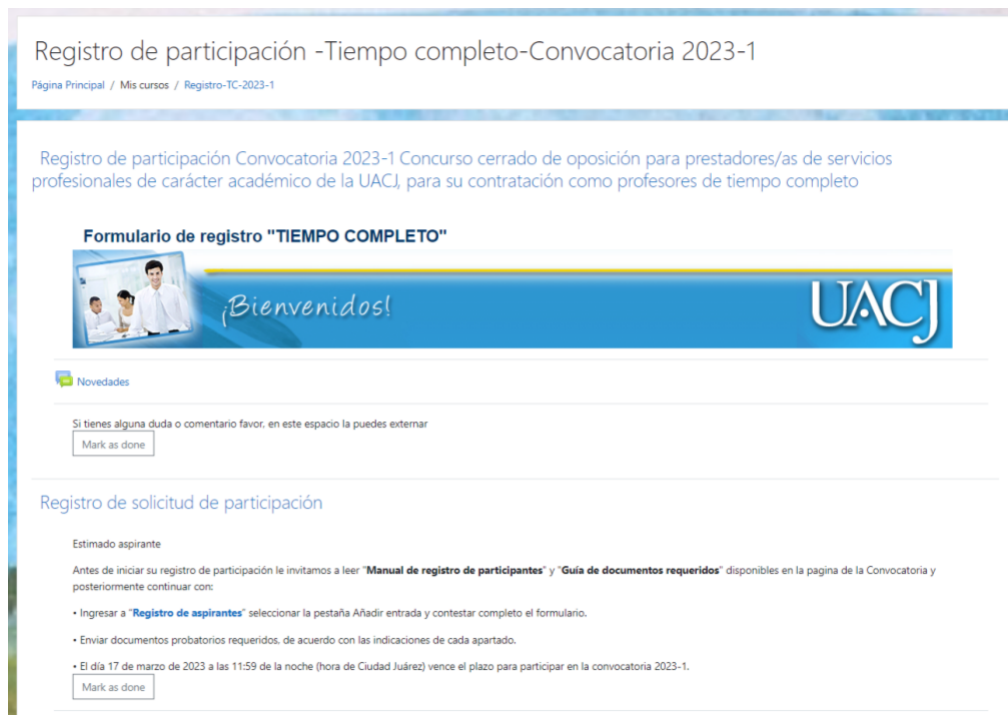 Registro de participación -Tiempo completo-Convocatoria 2023-1
Página Principal / Mis cursos / Registro-TC-2023-1
Registro de participación Convocatoria 2023-1 Concurso cerrado de oposición para prestadores/as de servicios
profesionales de carácter académico de la UACJ, para su contratación como profesores de tiempo completo
Formulario de registro "TIEMPO COMPLETO"
¡Bienvenidos!
UACJ
Novedades
Si tienes alguna duda o comentario favor. en este espacio la puedes externar
Mark as done
Registro de solicitud de participación
Estimado aspirante
Antes de iniciar su registro de participación le invitamos a leer "Manual de registro de participantes" y "Guía de documentos requeridos" disponibles en la pagina de la Convocatoria y
posteriormente continuar con:
• Ingresar a "Registro de aspirantes" seleccionar la pestaña Añadir entrada y contestar completo el formulario.
• Enviar documentos probatorios requeridos, de acuerdo con las indicaciones de cada apartado.
• El día 17 de marzo de 2023 a las 11:59 de la noche (hora de Ciudad Juárez) vence el plazo para participar en la convocatoria 2023-1.
Mark as done